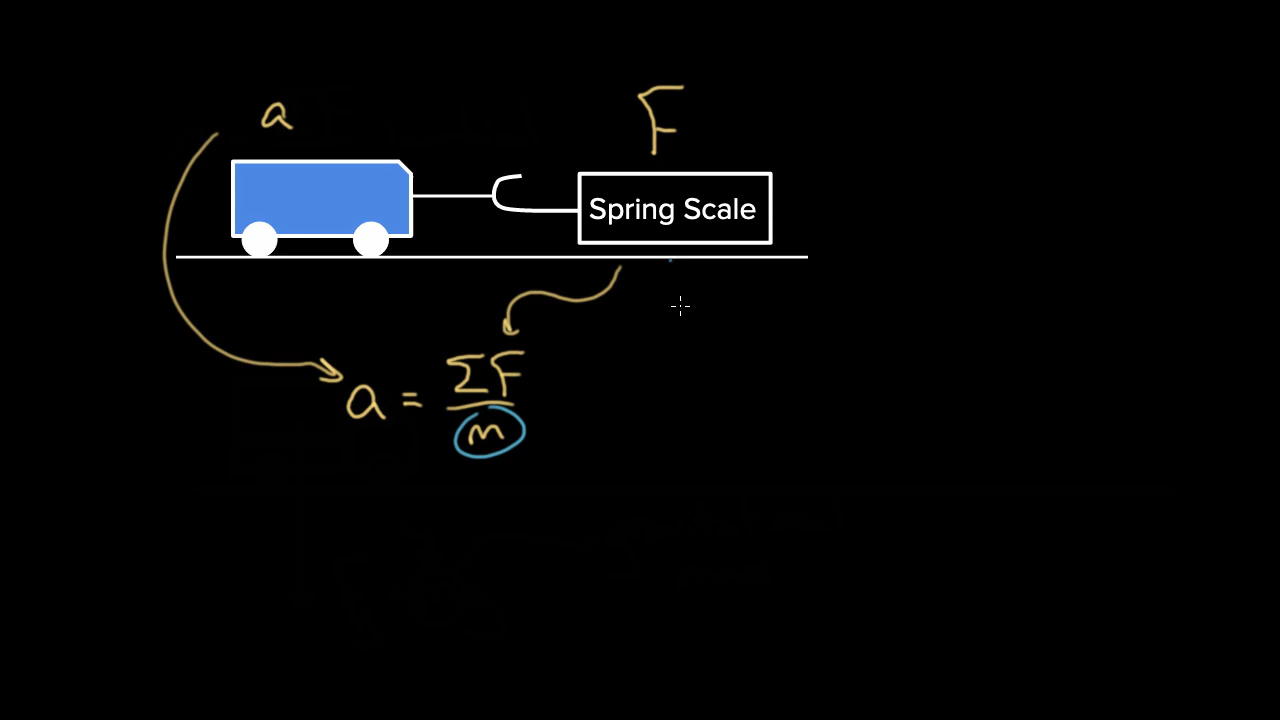 a
F
Spring Scale
a = ΣF
m